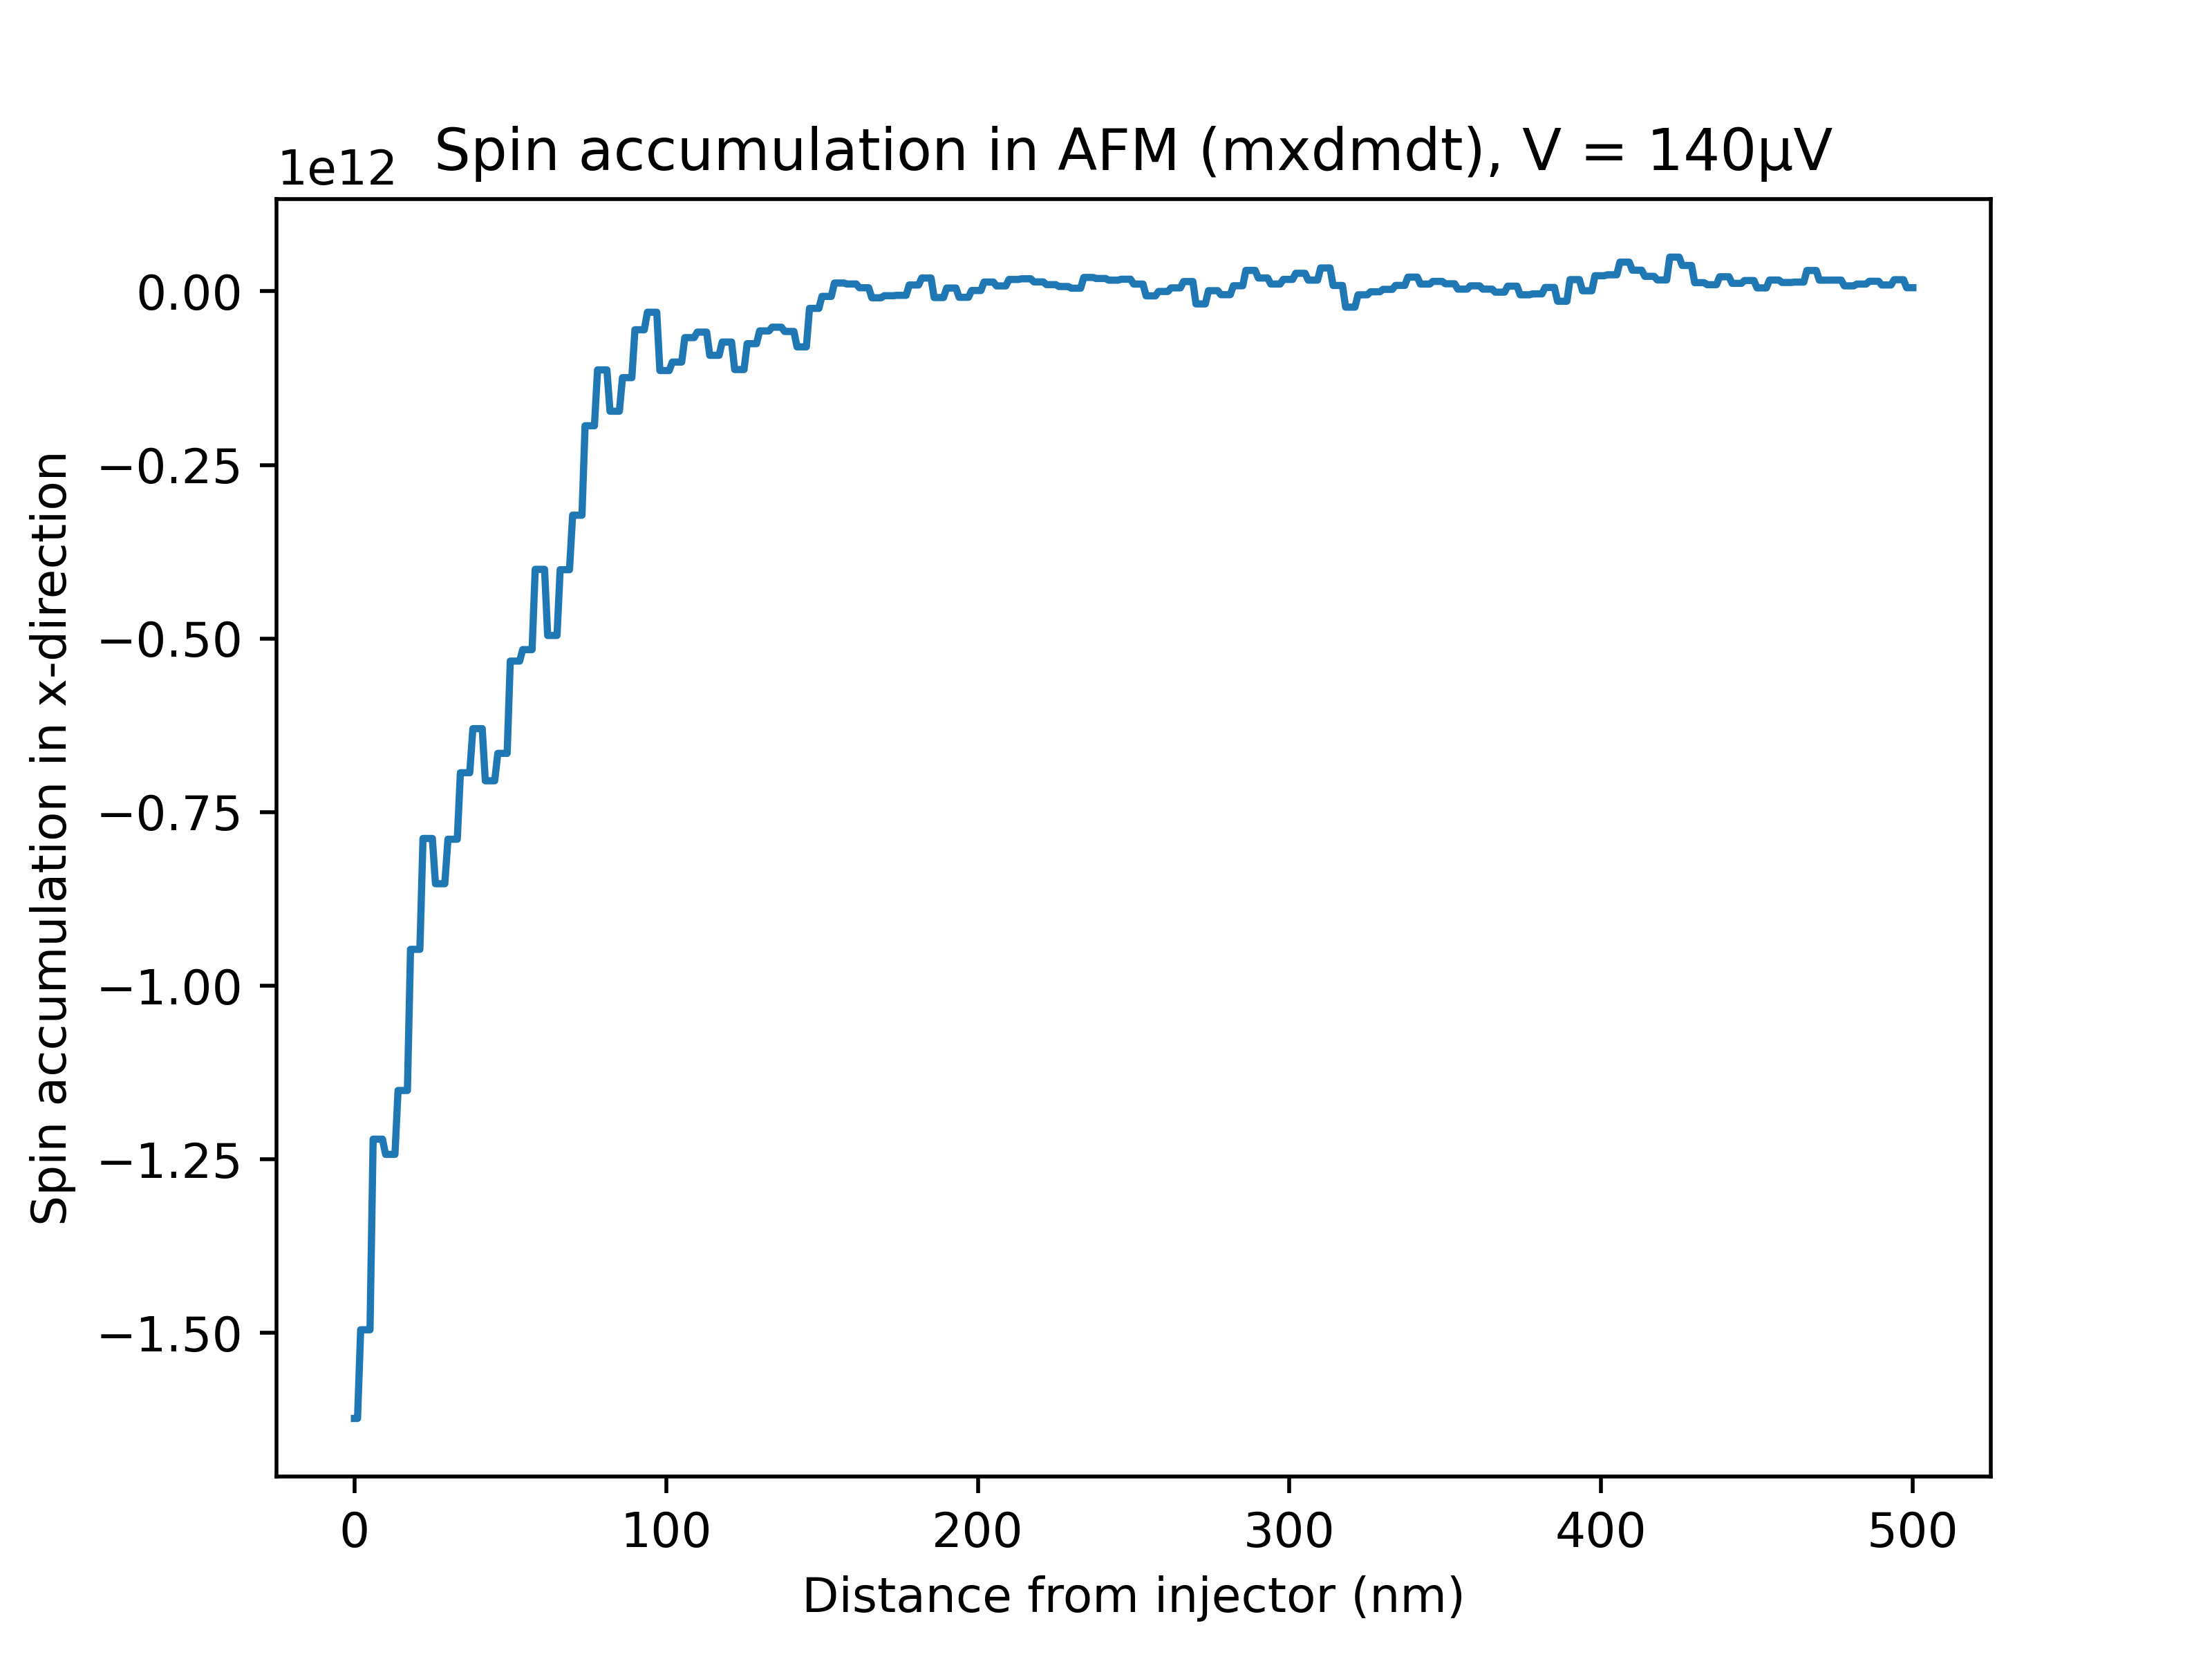 Spin accumulation in AFM (mxdmdt), V = 140μV
1e12
0.00
−0.25
−0.50
−0.75
−1.00
−1.25
−1.50
Spin accumulation in x-direction
0 100 200 300 400 500
Distance from injector (nm)